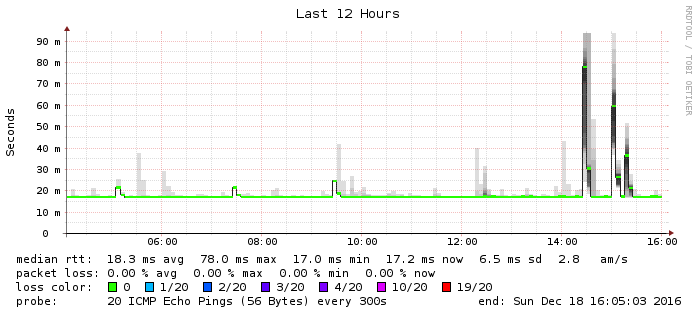 Last 12 Hours
RRDTOOL / TOBI OETIKER
Seconds
90 m
80 m
70 m
60 m
50 m
40 m
30 m
20 m
10 m
0
06:00 08:00 10:00 12:00 14:00 16:00
median rtt: 18.3 ms avg 78.0 ms max 17.0 ms min 17.2 ms now 6.5 ms sd 2.8 am/s
packet loss: 0.00 % avg 0.00 % max 0.00 % min 0.00 % now
loss color: 0 1/20 2/20 3/20 4/20 10/20 19/20
probe: 20 ICMP Echo Pings (56 Bytes) every 300s end: Sun Dec 18 16:05:03 2016